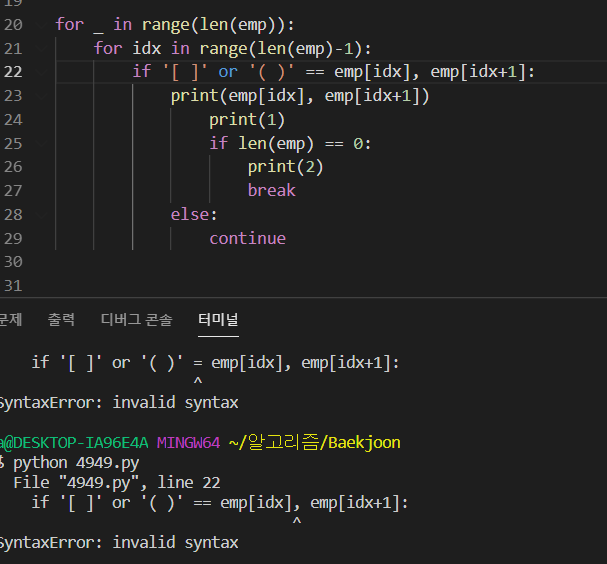 20 for _ in range(len(emp)):
21 for idx in range(len(emp)-1):
22 if '[ ]' or '( )' == emp[idx], emp[idx+1]:
23 print(emp[idx], emp[idx+1])
24 print(1)
25 if len(emp) == 0:
26 print(2)
27 break
28 else:
29 continue
30
31
문제 출력 디버그 콘솔 터미널
if '[ ]' or '( )' = emp[idx], emp[idx+1]:
^
SyntaxError: invalid syntax
@DESKTOP-IA96E4A MINGW64 ~/알고리즘/Baekjoon
$ python 4949.py
File "4949.py", line 22
if '[ ]' or '( )' == emp[idx], emp[idx+1]:
^
SyntaxError: invalid syntax